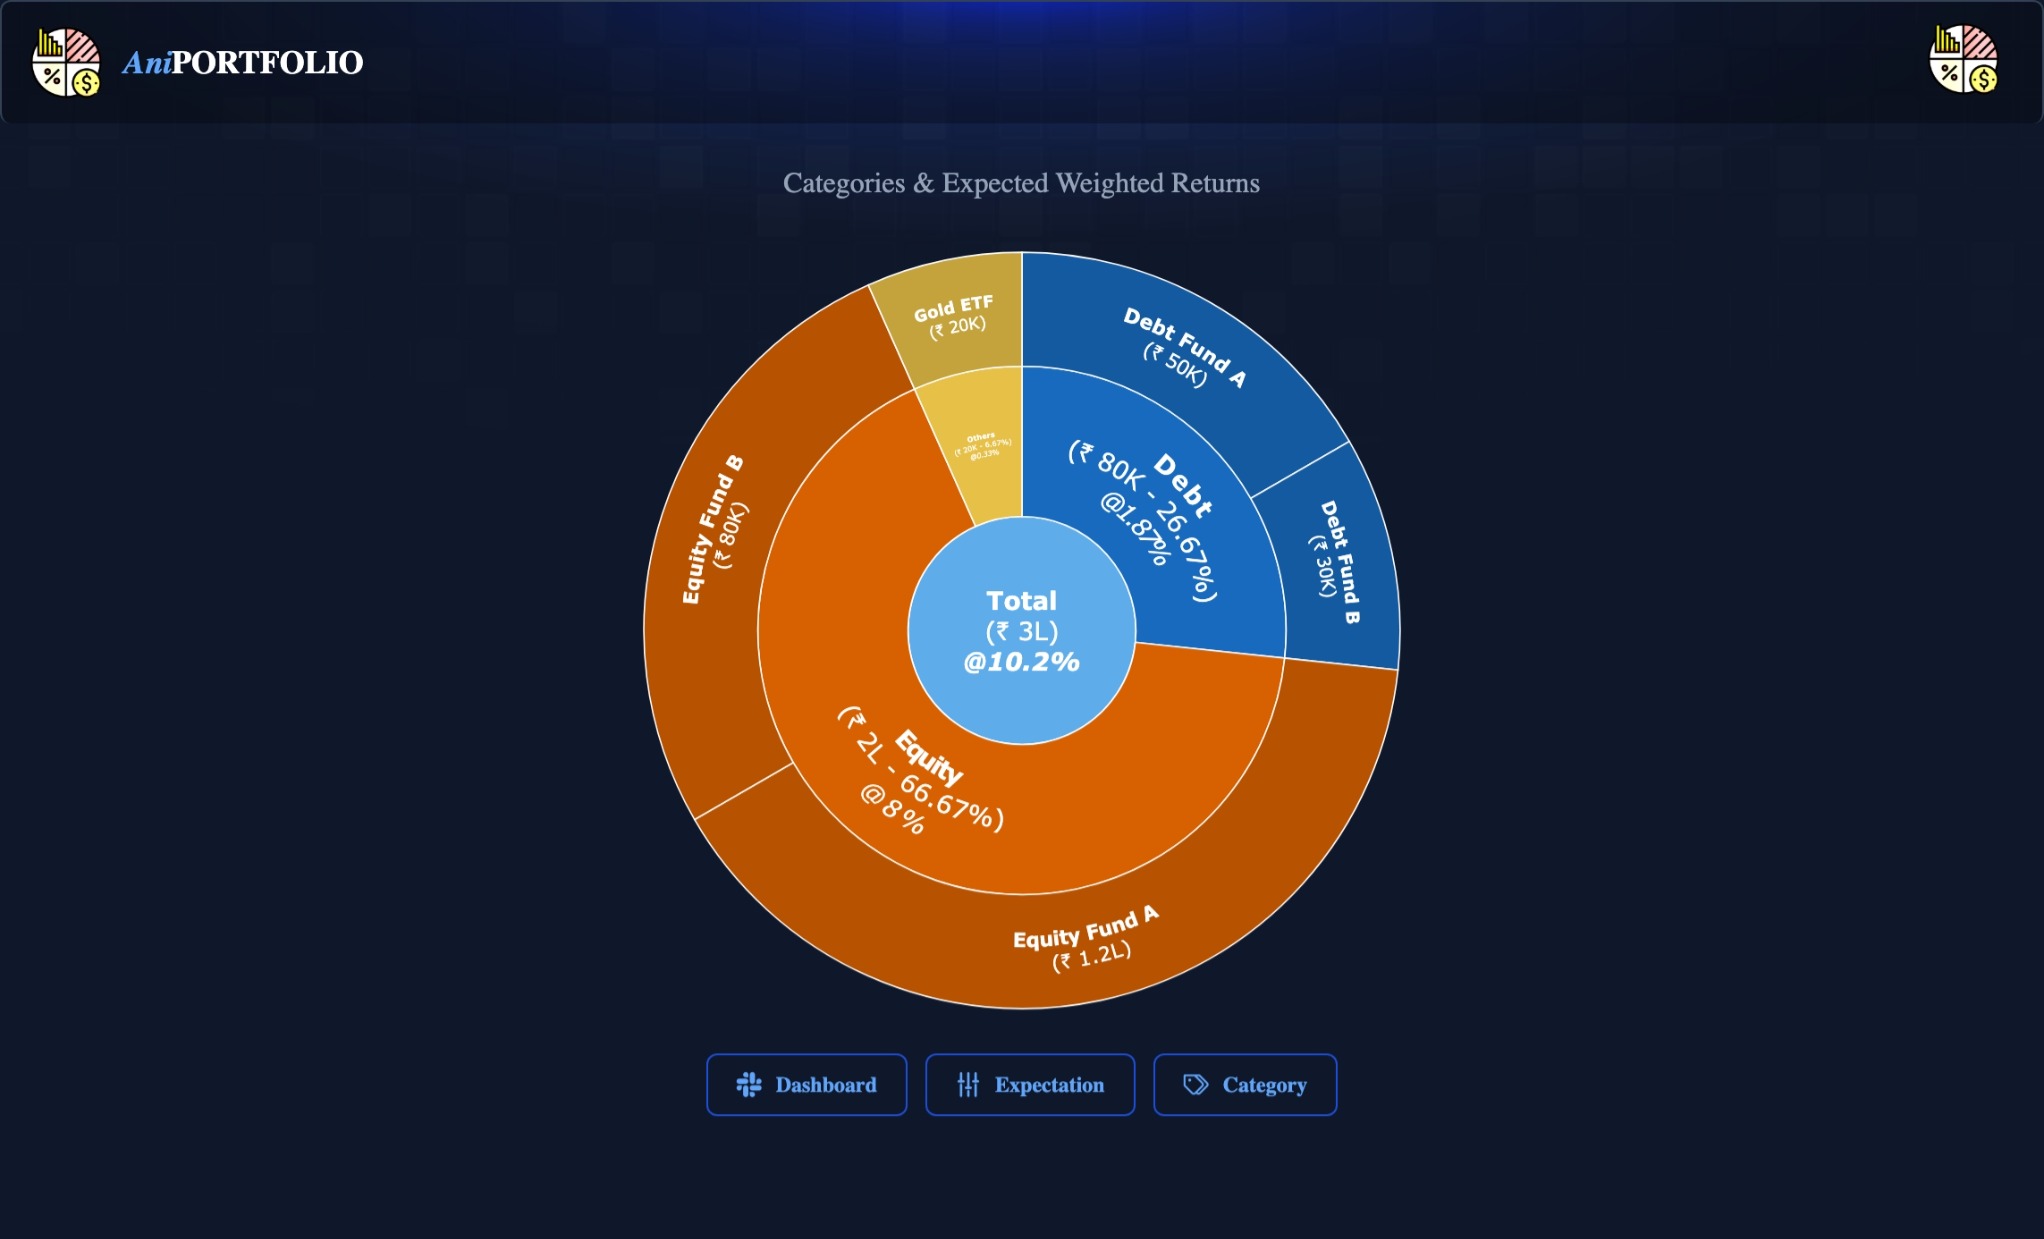 AniPORTFOLIO
Categories & Expected Weighted Returns
Gold ETF
(₹ 20K)
Debt Fund A
(₹ 50K)
Others
(₹ 20K - 6.67%)
@0.33%
Debt
(₹ 80K - 26.67%)
@1.87%
Debt Fund B
(₹ 30K)
Equity Fund B
(₹ 80K)
Total
(₹ 3L)
@10.2%
Equity
(₹ 2L - 66.67%)
@8%
Equity Fund A
(₹ 1.2L)
Dashboard
Expectation
Category